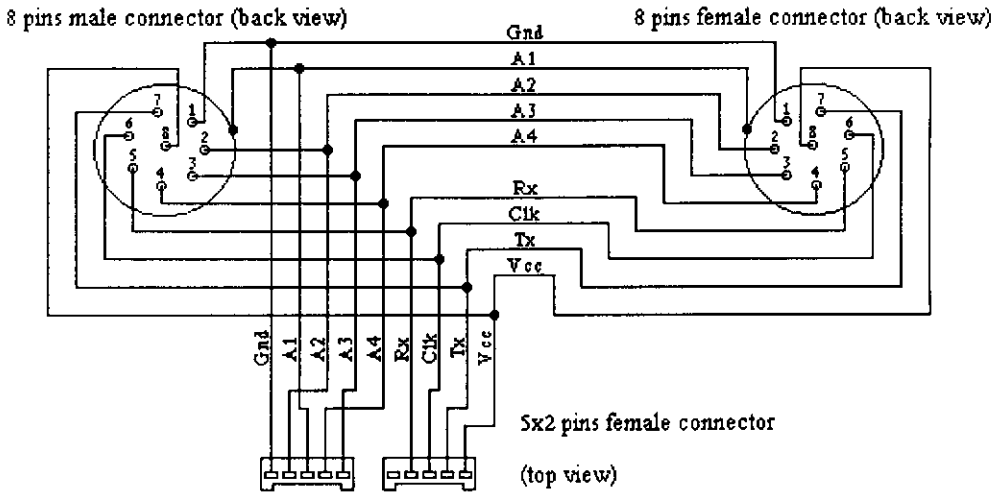 8 pins male connector (back view)
8 pins female connector (back view)
Gnd
A1
A2
A3
A4
Rx
Clk
Tx
Vcc
7
6
1
8
2
5
4
3
1
7
6
2
8
3
5
4
Gnd
A1
A2
A3
A4
Rx
Clk
Tx
Vcc
5x2 pins female connector
(top view)